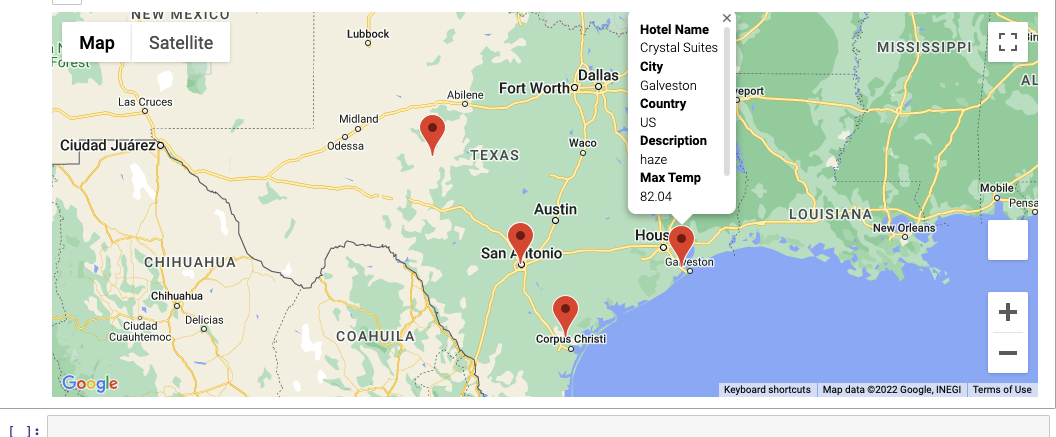 NEW MEXICO
Map
Satellite
Forest
Lubbock
Las Cruces
Ciudad Juárez
Abilene
Midland
Odessa
Fort Worth
Dallas
TEXAS
Waco
Austin
San Antonio
Corpus Christi
CHIHUAHUA
Chihuahua
Ciudad
Cuauhtemoc
Delicias
COAHUILA
×
Hotel Name
Crystal Suites
City
Galveston
Country
US
Description
haze
Max Temp
82.04
Hous
Galveston
veport
MISSISSIPPI
Bir
AL
LOUISIANA
Mobile
Pensa
New Orleans
+
−
Google
Keyboard shortcuts
Map data ©2022 Google, INEGI
Terms of Use
[ ]: